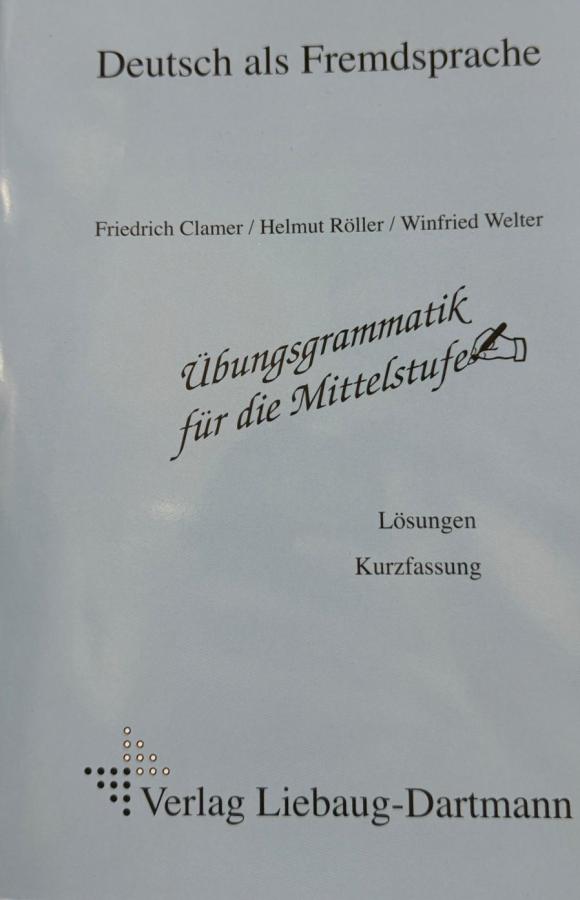 Deutsch als Fremdsprache
Friedrich Clamer / Helmut Röller / Winfried Welter
Übungsgrammatik
für die Mittelstufe
Lösungen
Kurzfassung
Verlag Liebaug-Dartmann